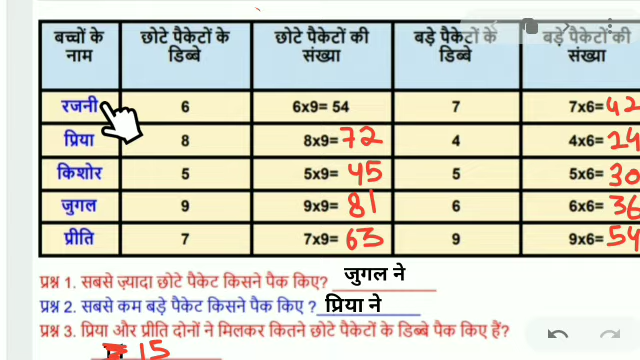 बच्चों के नाम छोटे पैकेटों के डिब्बे छोटे पैकेटों की संख्या बड़े पैकेटों के डिब्बे बड़े पैकेटों की संख्या
रजनी 6 6x9= 54 7 7x6= 42
प्रिया 8 8x9= 72 4 4x6= 24
किशोर 5 5x9= 45 5 5x6= 30
जुगल 9 9x9= 81 6 6x6= 36
प्रीति 7 7x9= 63 9 9x6= 54
प्रश्न 1. सबसे ज़्यादा छोटे पैकेट किसने पैक किए? जुगल ने
प्रश्न 2. सबसे कम बड़े पैकेट किसने पैक किए ? प्रिया ने
प्रश्न 3. प्रिया और प्रीति दोनों ने मिलकर कितने छोटे पैकेटों के डिब्बे पैक किए हैं?
15